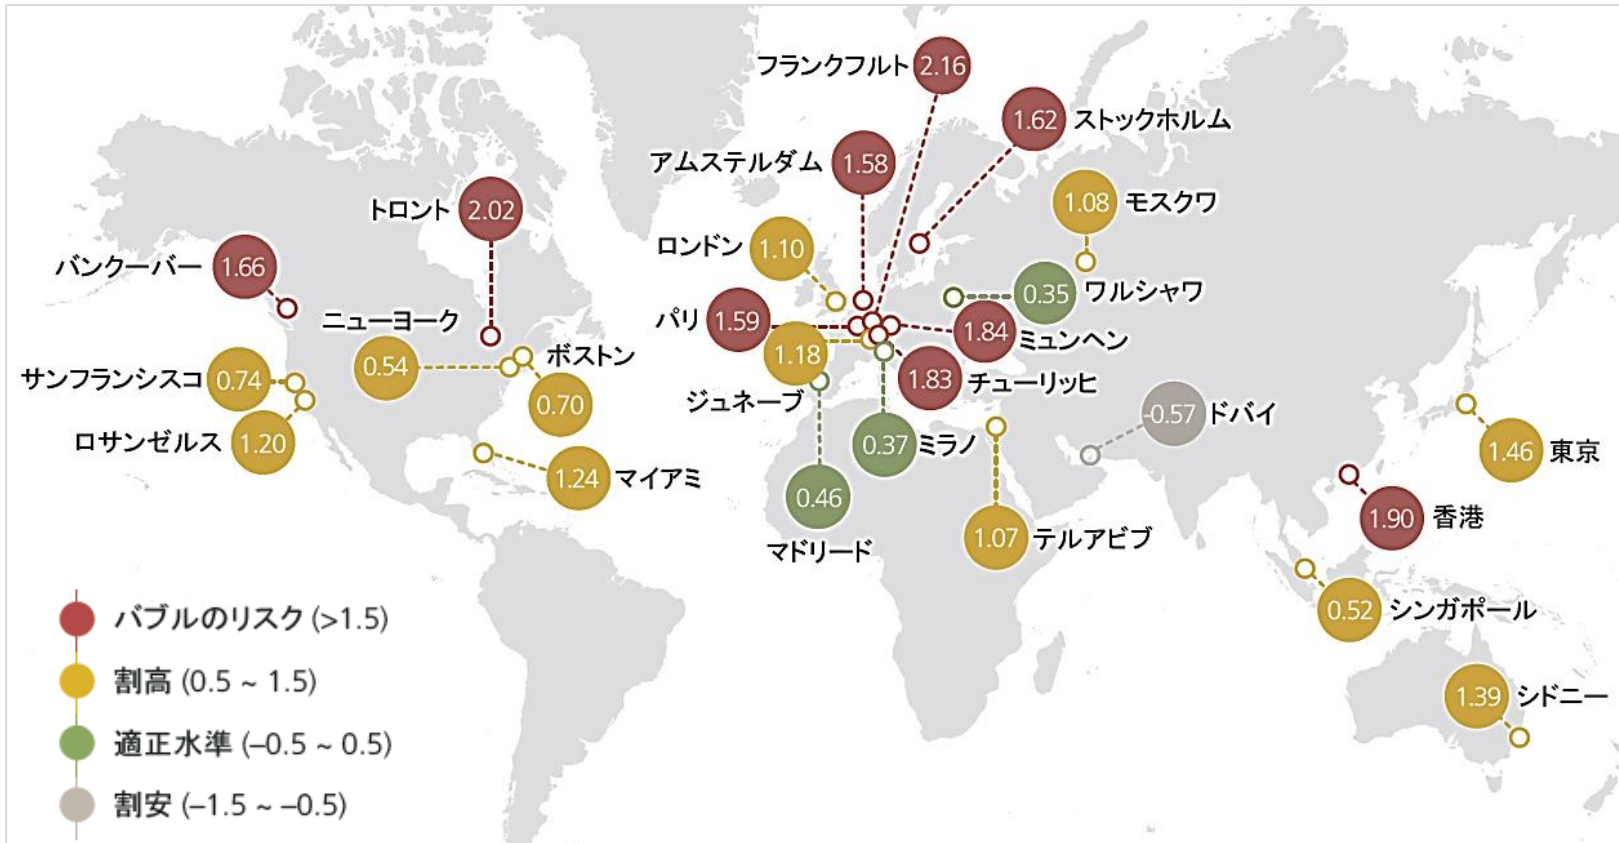 フランクフルト 2.16
1.62 ストックホルム
アムステルダム 1.58
トロント 2.02
1.08 モスクワ
ロンドン 1.10
バンクーバー 1.66
0.35 ワルシャワ
ニューヨーク
0.54
パリ 1.59
1.84 ミュンヘン
1.18
ジュネーブ
ボストン
0.70
サンフランシスコ 0.74
1.83 チューリッヒ
-0.57 ドバイ
ロサンゼルス 1.20
0.37 ミラノ
1.46 東京
1.24 マイアミ
0.46
マドリード
1.90 香港
1.07 テルアビブ
0.52 シンガポール
1.39 シドニー
バブルのリスク (>1.5)
割高 (0.5 ~ 1.5)
適正水準 (–0.5 ~ 0.5)
割安 (–1.5 ~ –0.5)